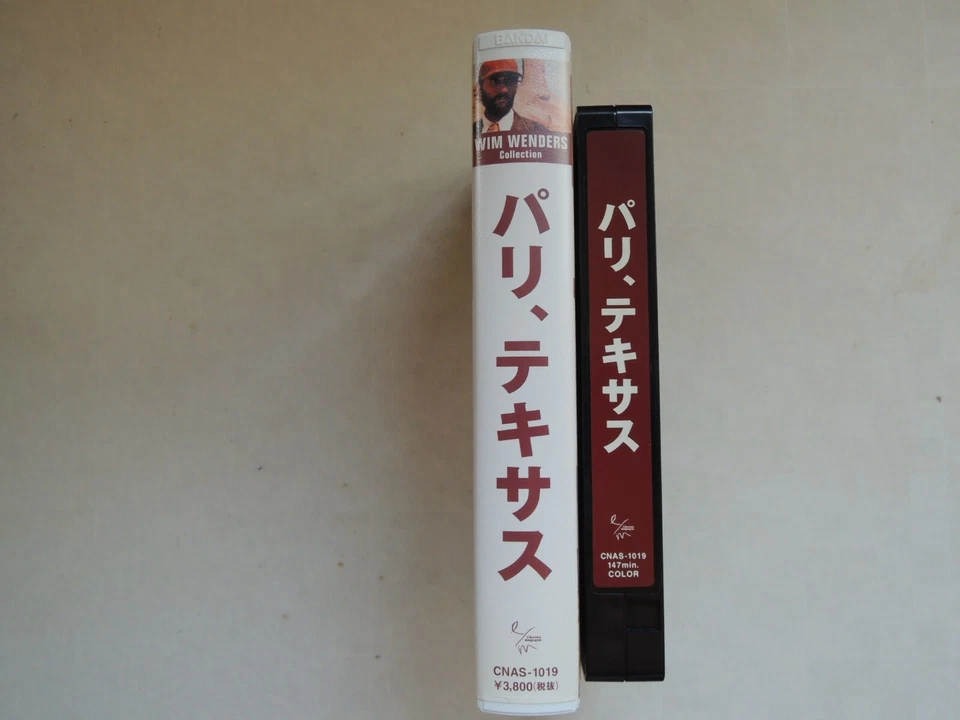 BANDAI
WIM WENDERS
Collection
パリ、テキサス
CNAS-1019
¥3,800(税抜)
パリ、テキサス
CNAS-1019
147min.
COLOR